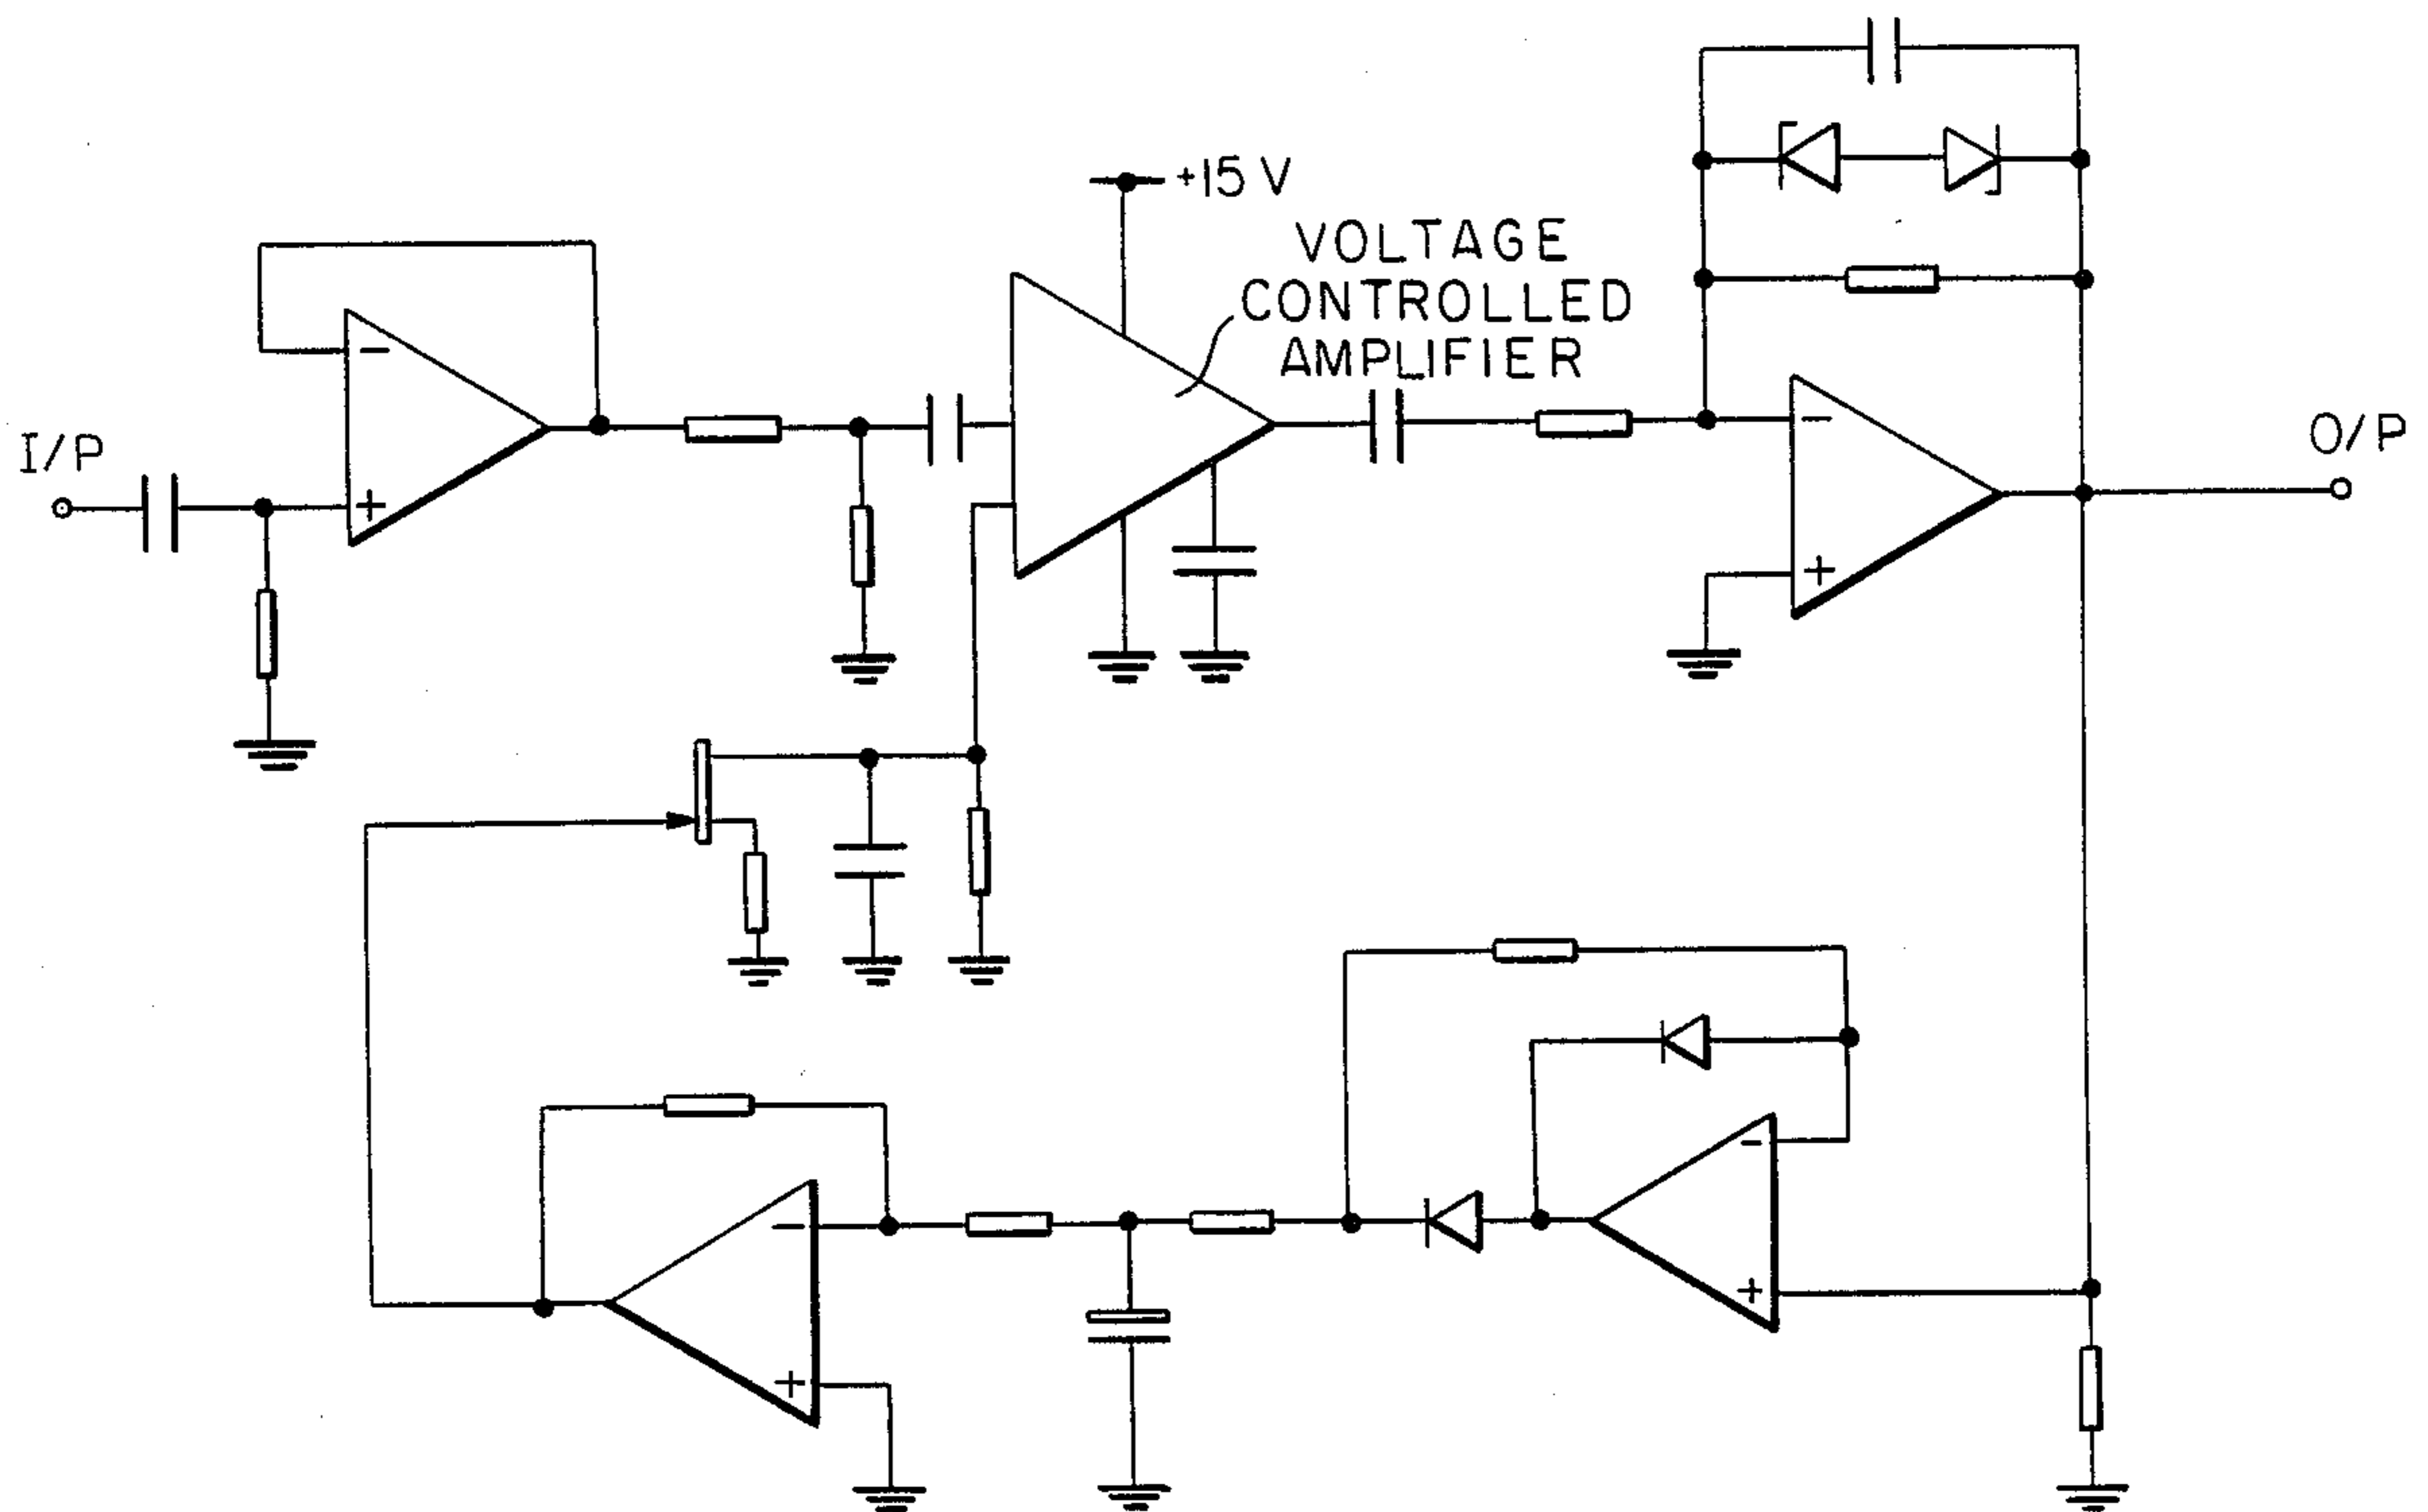 +15 V
VOLTAGE
CONTROLLED
AMPLIFIER
I/P
O/P
-
+
-
+
-
+
-
+